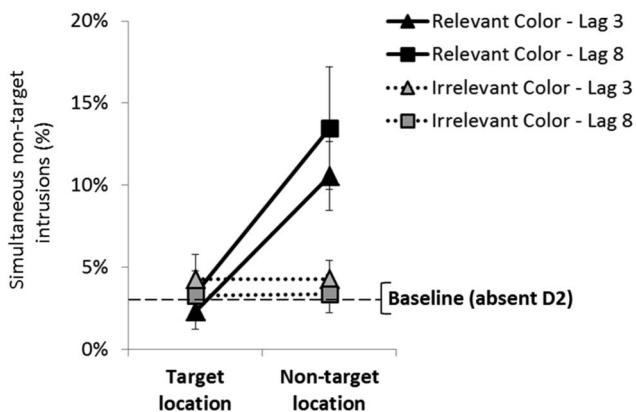 20%
15%
10%
5%
0%
Simultaneous non-target
intrusions (%)
Relevant Color - Lag 3
Relevant Color - Lag 8
Irrelevant Color - Lag 3
Irrelevant Color - Lag 8
Baseline (absent D2)
Target
location
Non-target
location